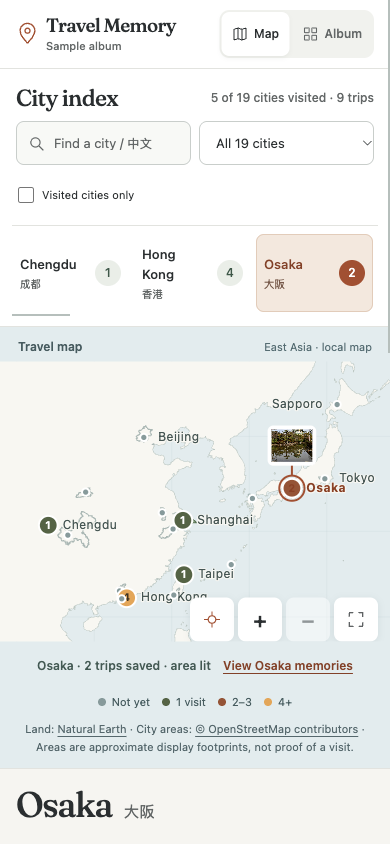 Travel Memory
Sample album
Map
Album
City index
5 of 19 cities visited · 9 trips
Find a city / 中文
All 19 cities
Visited cities only
Chengdu
成都
1
Hong
Kong
香港
4
Osaka
大阪
2
Travel map
East Asia · local map
Sapporo
Beijing
Tokyo
Osaka
1 Chengdu
1 Shanghai
1 Taipei
Hong Kong
+
−
Osaka · 2 trips saved · area lit View Osaka memories
Not yet 1 visit 2–3 4+
Land: Natural Earth · City areas: © OpenStreetMap contributors ·
Areas are approximate display footprints, not proof of a visit.
Osaka 大阪